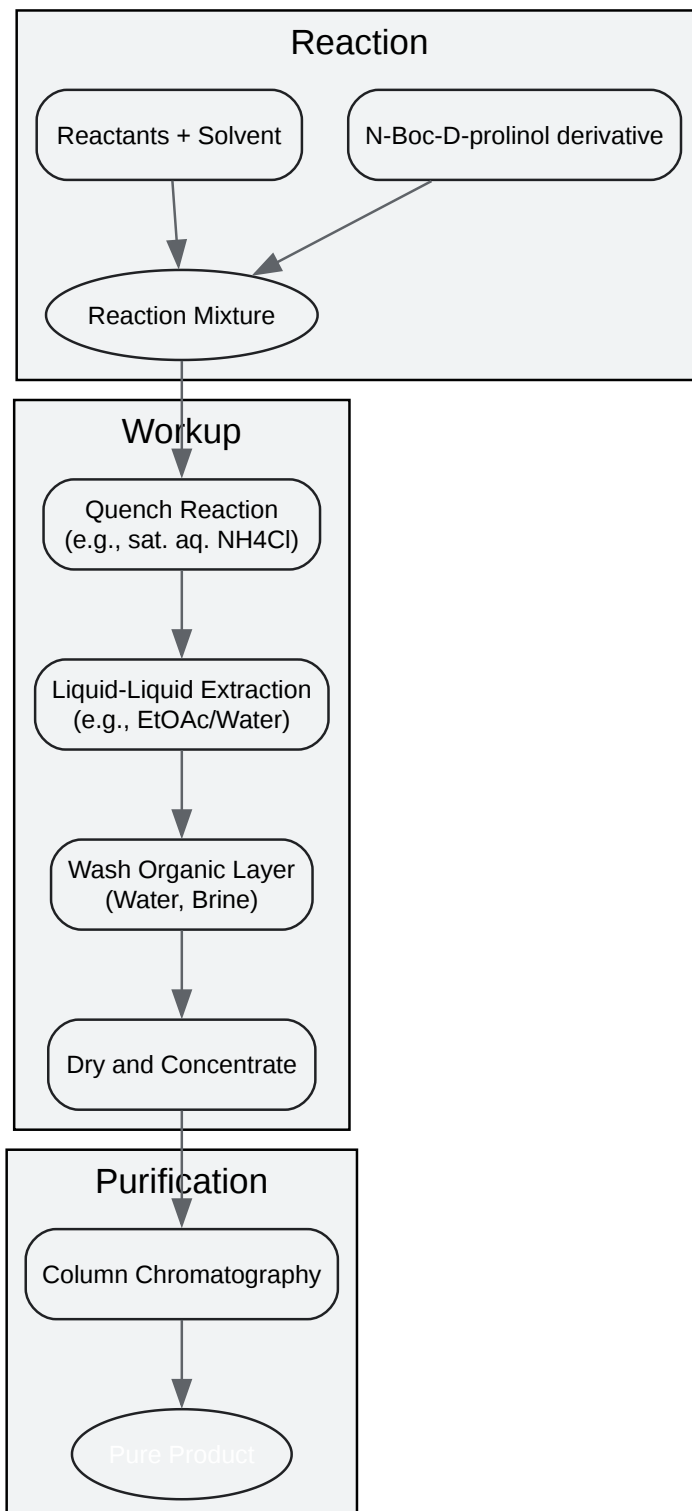 Reaction
Reactants + Solvent
N-Boc-D-prolinol derivative
Reaction Mixture
Workup
Quench Reaction
(e.g., sat. aq. NH4Cl)
Liquid-Liquid Extraction
(e.g., EtOAc/Water)
Wash Organic Layer
(Water, Brine)
Dry and Concentrate
Purification
Column Chromatography
Pure Product